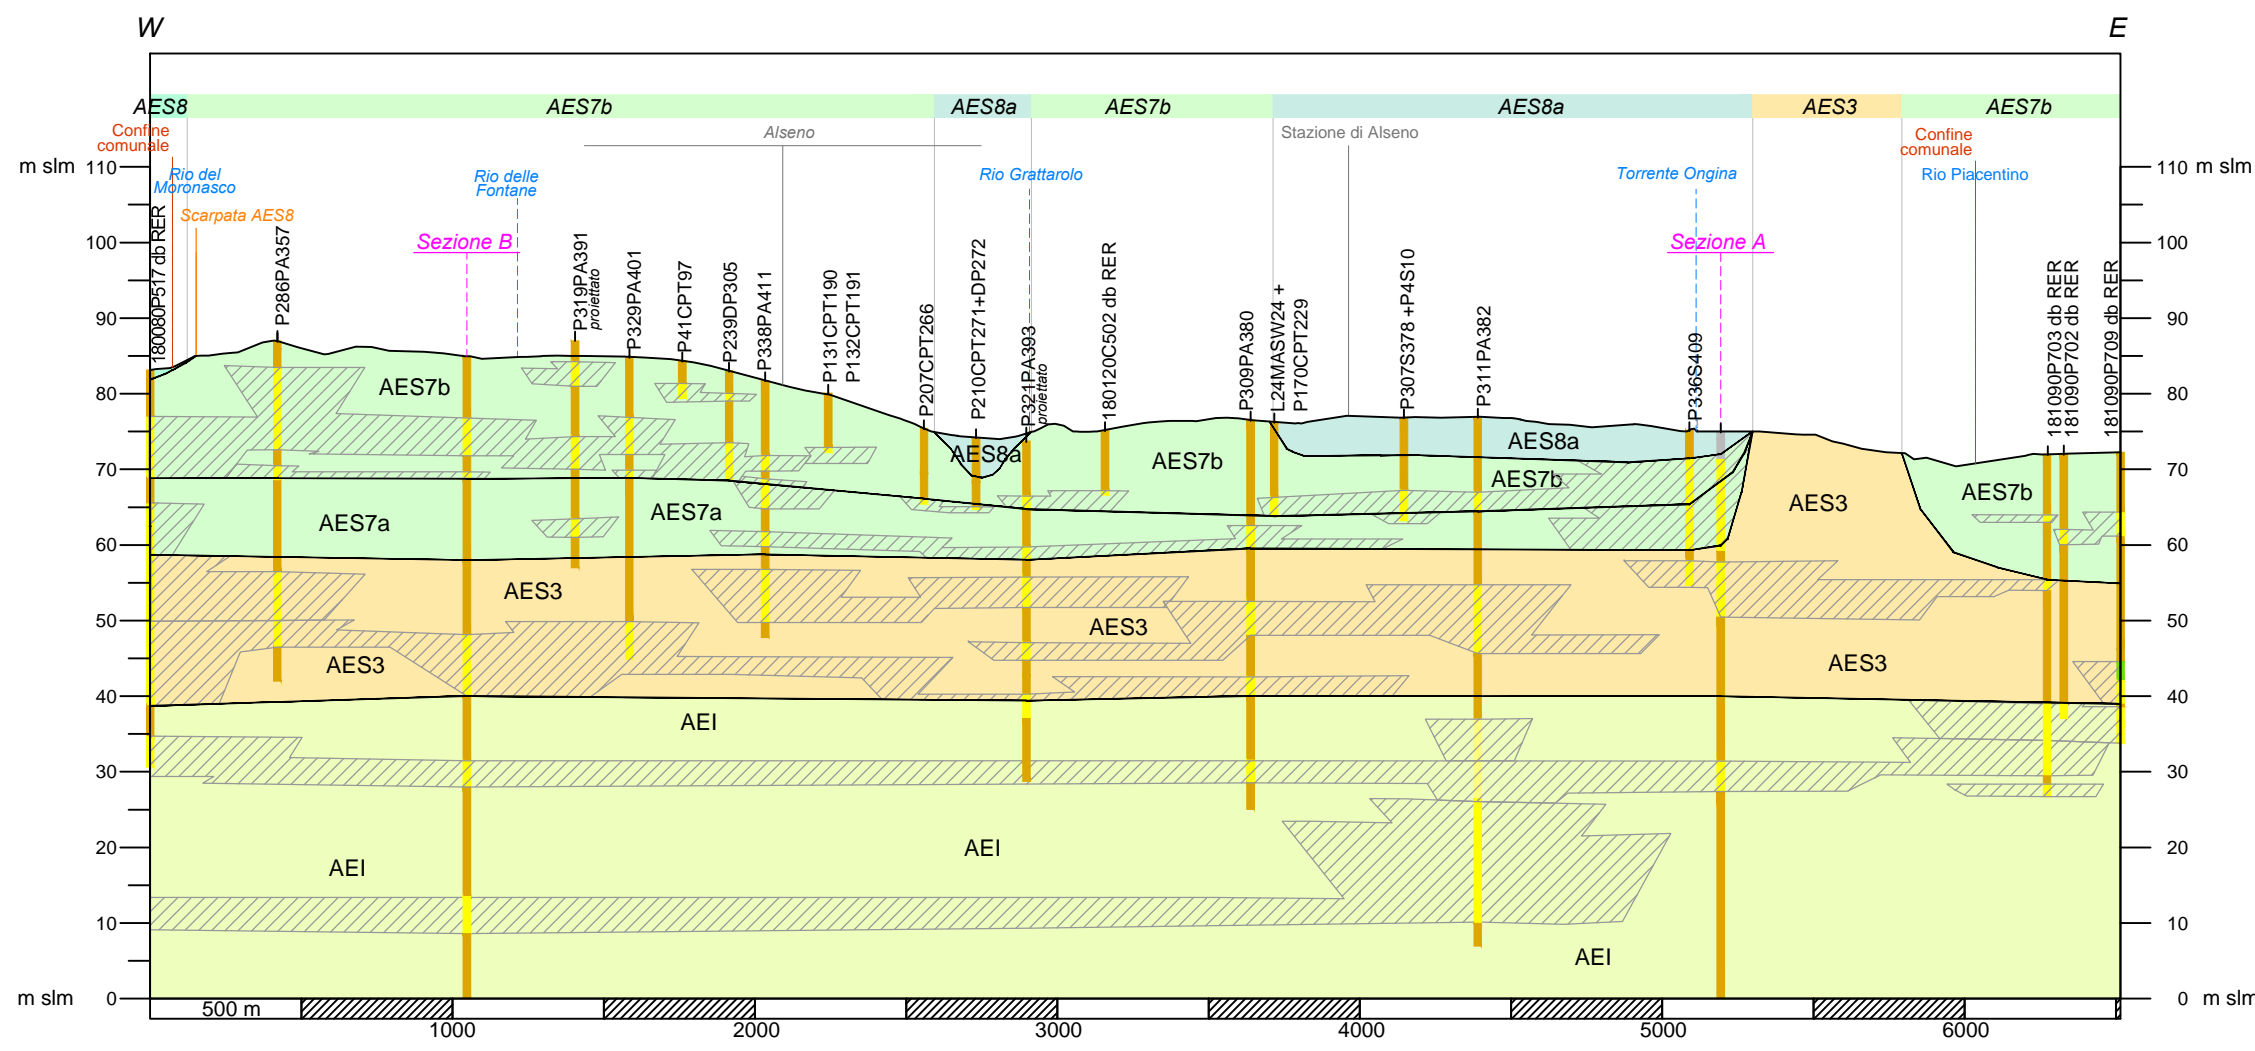 W
E
AES8
AES7b
AES8a
AES7b
AES8a
AES3
AES7b
Confine
comunale
Alseno
Stazione di Alseno
Confine
comunale
m slm
110
110
m slm
Rio del
Moronasco
Rio delle
Fontane
Rio Grattarolo
Torrente Ongina
Rio Piacentino
Scarpata AES8
Sezione B
Sezione A
100
100
90
90
80
80
70
70
60
60
50
50
40
40
30
30
20
20
10
10
m slm
0
0
m slm
180080P517 db RER
P286PA357
P319PA391
proiettato
P329PA401
P41CPT97
P239DP305
P338PA411
P131CPT190
P132CPT191
P207CPT266
P210CPT271+DP272
P321PA393
proiettato
180120C502 db RER
P309PA380
L24MASW24 +
P170CPT229
P307S378 +P4S10
P311PA382
P336S409
181090P703 db RER
181090P702 db RER
181090P709 db RER
AES7b
AES8a
AES7b
AES8a
AES7b
AES7b
AES7a
AES7a
AES3
AES3
AES3
AES3
AES3
AEI
AEI
AEI
AEI
500 m
1000
2000
3000
4000
5000
6000